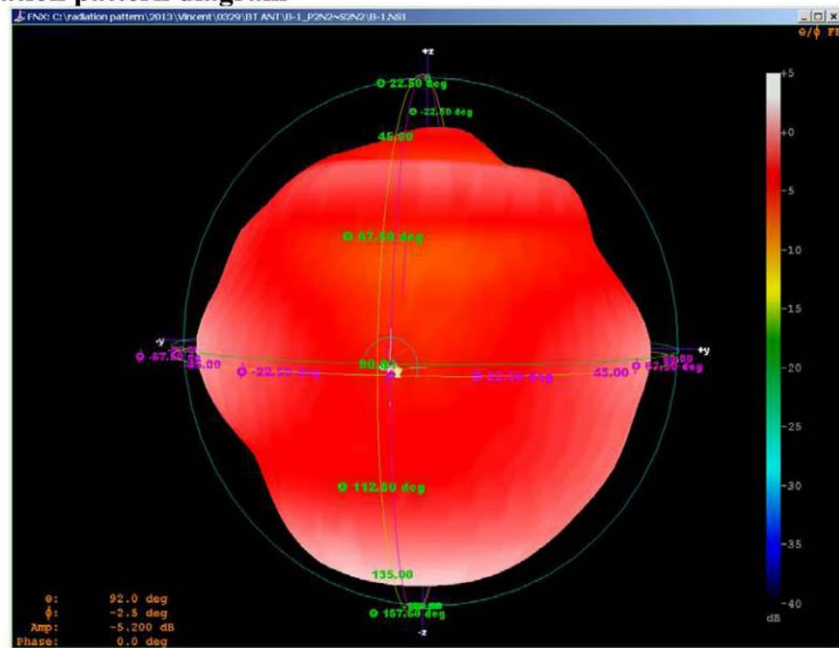 FNX: C:\radiation pattern\2013\Vincent\0329\BT ANT\B-1_P2N2~S2N2\B-1.NSI
+z
Θ 22.50 deg
Θ -22.50 deg
45.00
+5
+0
-5
Θ 67.50 deg
-10
-15
-y
+y
ϕ -67.50
-45.00
ϕ -22.50 deg
90.00
ϕ 22.50 deg
45.00
ϕ 67.50 deg
-20
-25
Θ 112.50 deg
-30
-35
135.00
Θ 157.50 deg
-z
-40
dB
Θ: 92.0 deg
ϕ: -2.5 deg
Amp: -5.200 dB
Phase: 0.0 deg